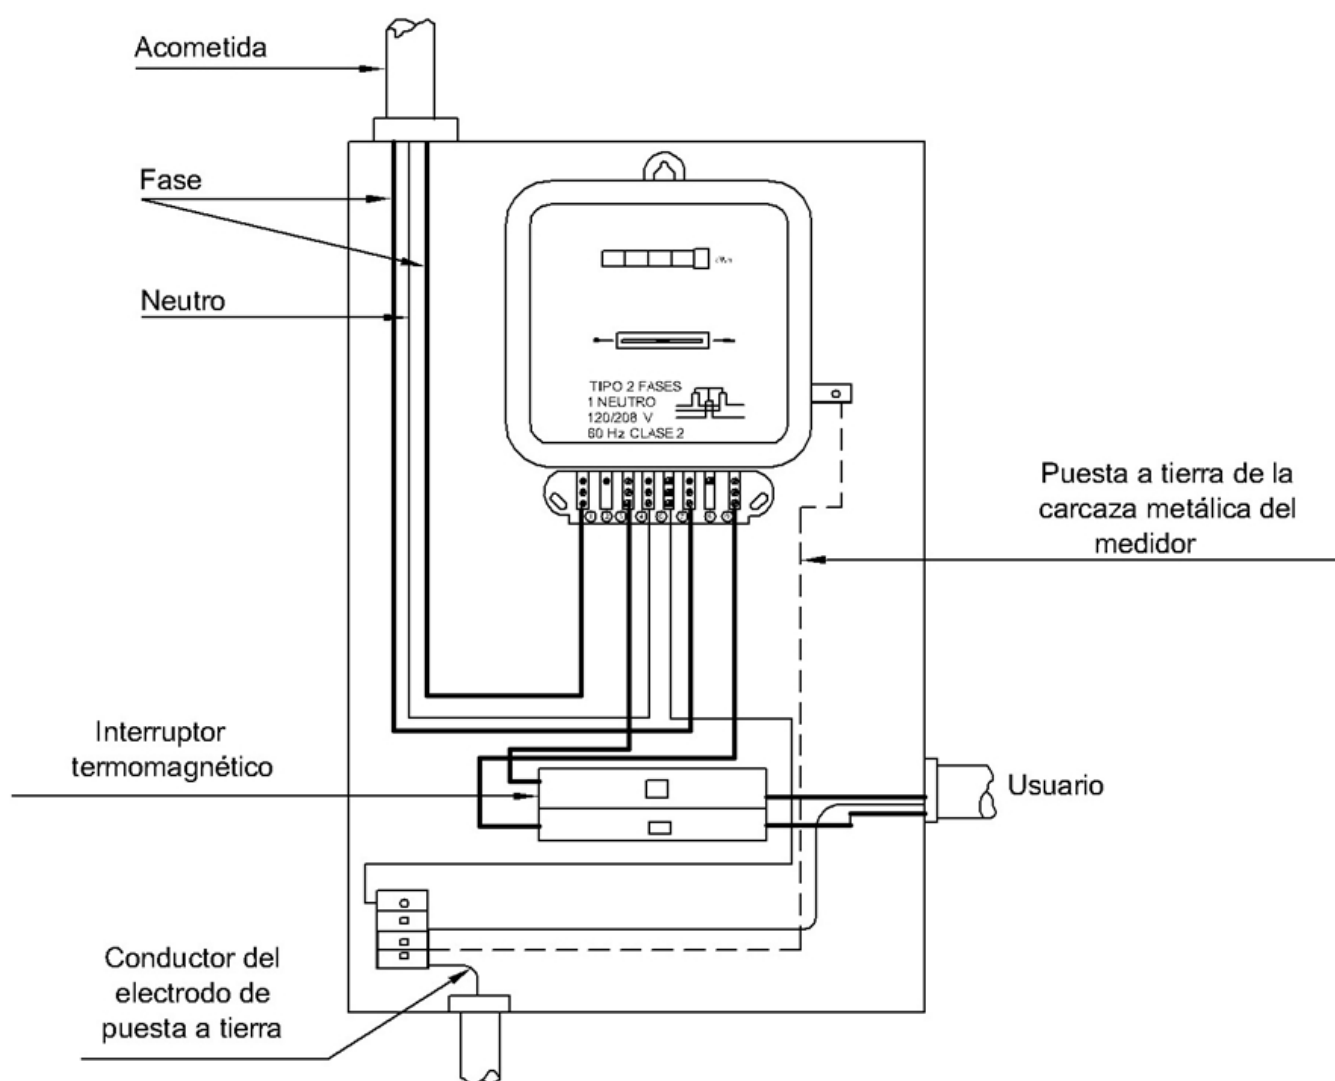 Acometida
Fase
Neutro
TIPO 2 FASES
1 NEUTRO
120/208 V
60 Hz CLASE 2
Puesta a tierra de la
carcaza metálica del
medidor
Interruptor
termomagnético
Usuario
Conductor del
electrodo de
puesta a tierra